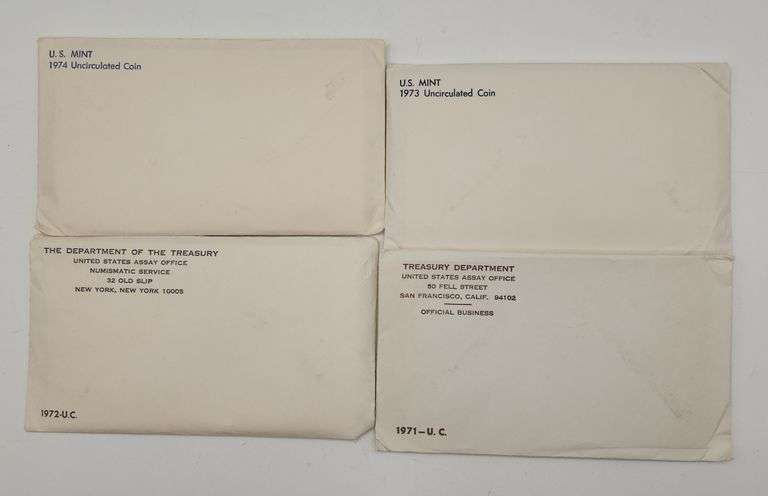 U. S. MINT
1974 Uncirculated Coin
U.S. MINT
1973 Uncirculated Coin
THE DEPARTMENT OF THE TREASURY
UNITED STATES ASSAY OFFICE
NUMISMATIC SERVICE
32 OLD SLIP
NEW YORK, NEW YORK 10005
1972-U.C.
TREASURY DEPARTMENT
UNITED STATES ASSAY OFFICE
50 FELL STREET
SAN FRANCISCO, CALIF. 94102
OFFICIAL BUSINESS
1971—U. C.